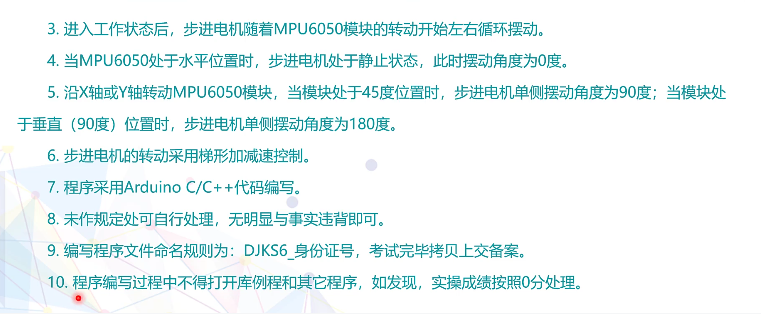 3. 进入工作状态后，步进电机随着MPU6050模块的转动开始左右循环摆动。
4. 当MPU6050处于水平位置时，步进电机处于静止状态，此时摆动角度为0度。
5. 沿X轴或Y轴转动MPU6050模块，当模块处于45度位置时，步进电机单侧摆动角度为90度；当模块处
于垂直（90度）位置时，步进电机单侧摆动角度为180度。
6. 步进电机的转动采用梯形加减速控制。
7. 程序采用Arduino C/C++代码编写。
8. 未作规定处可自行处理，无明显与事实违背即可。
9. 编写程序文件命名规则为：DJKS6_身份证号，考试完毕拷贝上交备案。
10. 程序编写过程中不得打开库例程和其它程序，如发现，实操成绩按照0分处理。